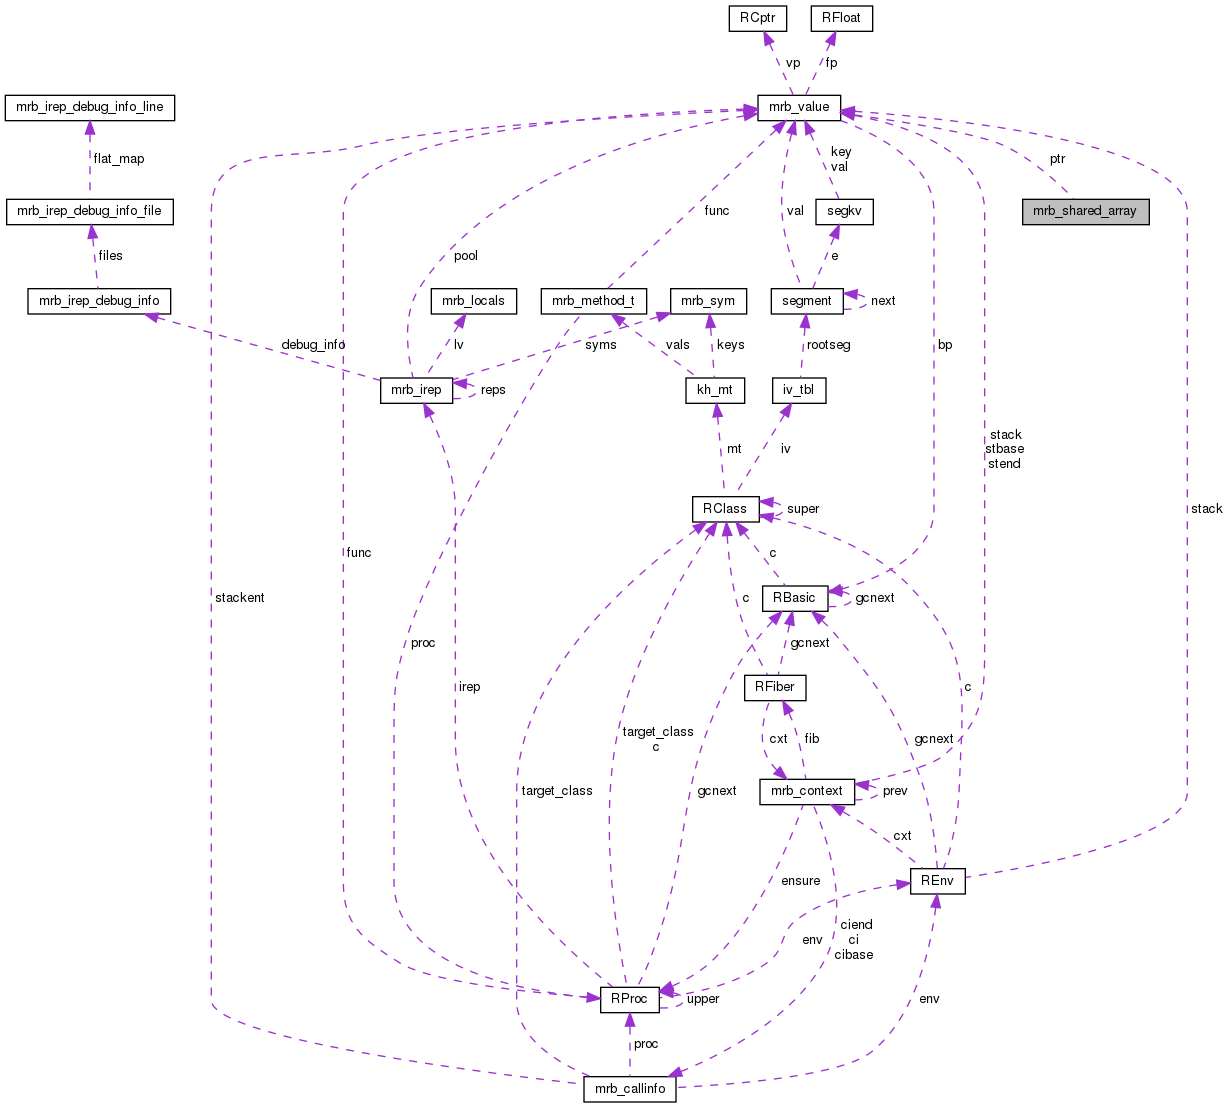 RCptr
RFloat
vp
fp
mrb_irep_debug_info_line
mrb_value
flat_map
key
val
ptr
mrb_irep_debug_info_file
func
val
segkv
mrb_shared_array
files
pool
e
mrb_irep_debug_info
mrb_locals
mrb_method_t
mrb_sym
segment
next
debug_info
lv
syms
vals
keys
rootseg
bp
mrb_irep
reps
kh_mt
iv_tbl
stack
stbase
stend
mt
iv
RClass
super
stack
func
c
stackent
RBasic
gcnext
c
proc
gcnext
irep
RFiber
c
target_class
c
cxt
fib
gcnext
target_class
gcnext
mrb_context
prev
cxt
ensure
REnv
env
ciend
ci
cibase
RProc
upper
env
proc
mrb_callinfo